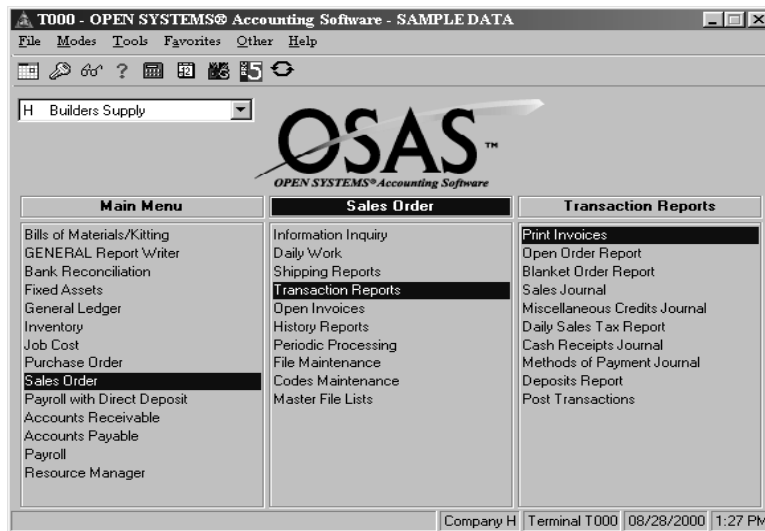 T000 - OPEN SYSTEMS® Accounting Software - SAMPLE DATA
File Modes Tools Favorites Other Help
H Builders Supply
OSAS™
OPEN SYSTEMS® Accounting Software
Main Menu
Bills of Materials/Kitting
GENERAL Report Writer
Bank Reconciliation
Fixed Assets
General Ledger
Inventory
Job Cost
Purchase Order
Sales Order
Payroll with Direct Deposit
Accounts Receivable
Accounts Payable
Payroll
Resource Manager
Sales Order
Information Inquiry
Daily Work
Shipping Reports
Transaction Reports
Open Invoices
History Reports
Periodic Processing
File Maintenance
Codes Maintenance
Master File Lists
Transaction Reports
Print Invoices
Open Order Report
Blanket Order Report
Sales Journal
Miscellaneous Credits Journal
Daily Sales Tax Report
Cash Receipts Journal
Methods of Payment Journal
Deposits Report
Post Transactions
Company H Terminal T000 08/28/2000 1:27 PM